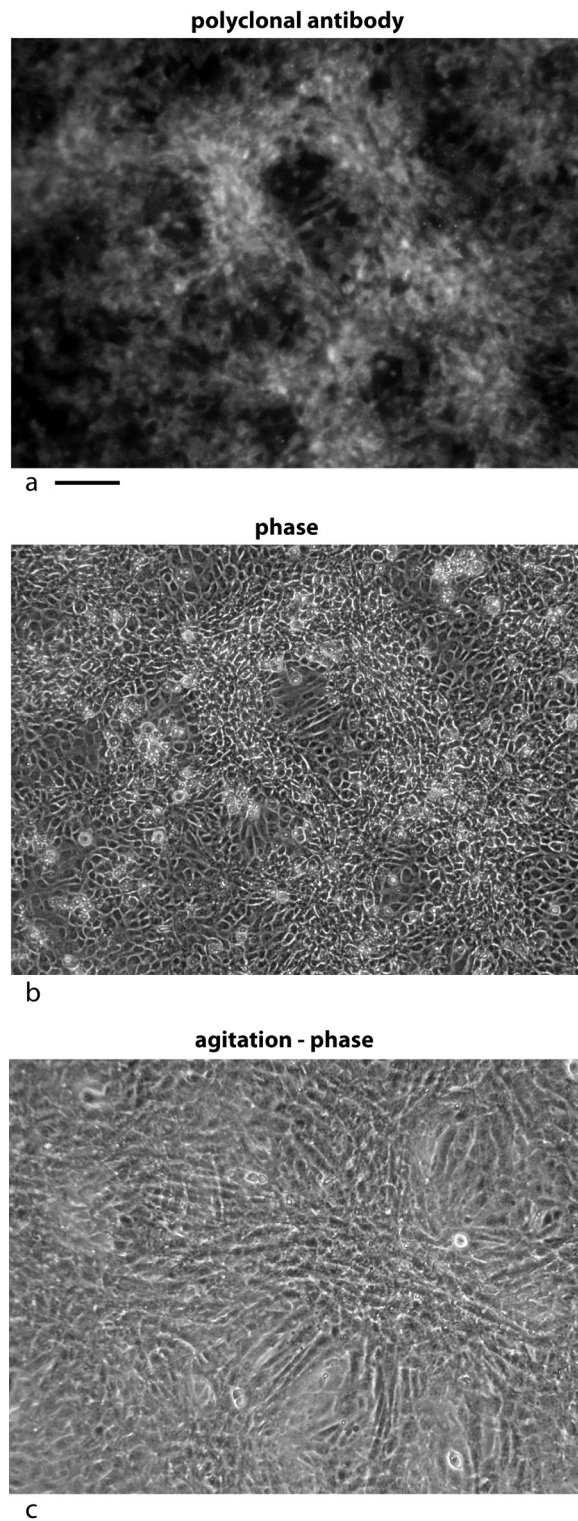 polyclonal antibody
a
phase
b
agitation - phase
c